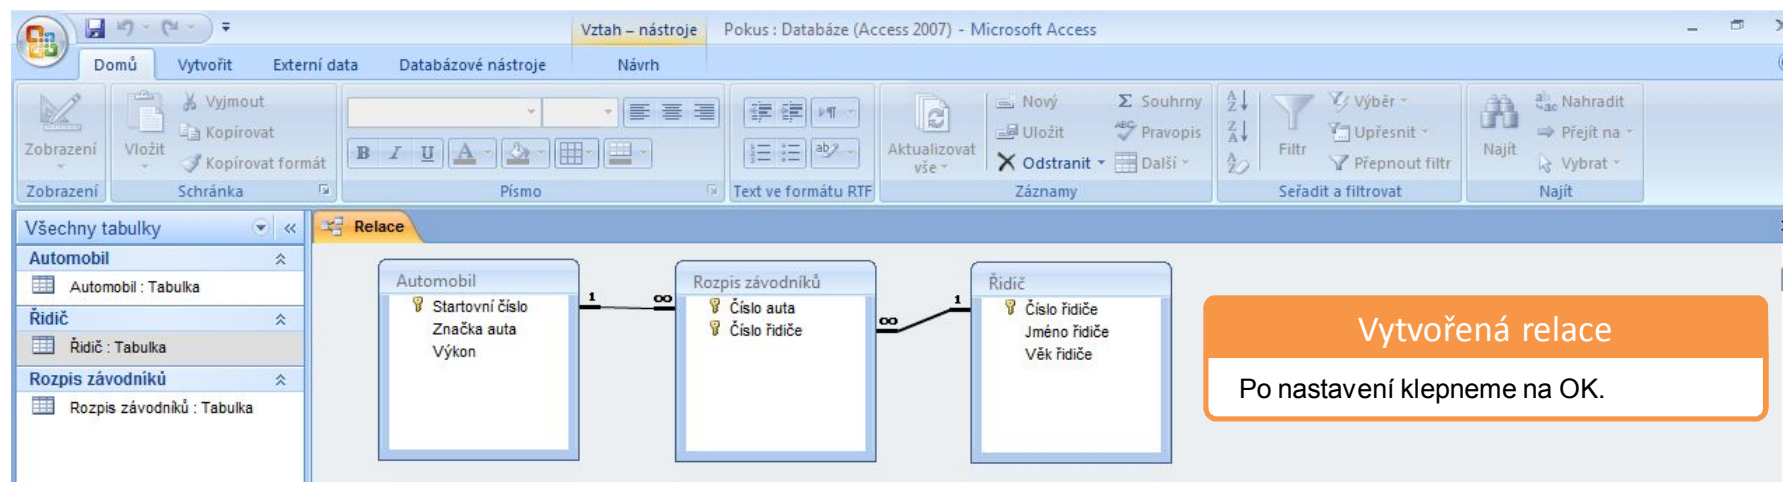 Vztah – nástroje
Pokus : Databáze (Access 2007) - Microsoft Access
Domů Vytvořit Externí data Databázové nástroje Návrh
Zobrazení
Vložit
Vyjmout
Kopírovat
Kopírovat formát
B I U A
ab
Aktualizovat
vše
Nový
Uložit
Odstranit
Σ Souhrny
Pravopis
Další
Filtr
Výběr
Upřesnit
Přepnout filtr
Najít
Nahradit
Přejít na
Vybrat
Zobrazení Schránka Písmo Text ve formátu RTF Záznamy Seřadit a filtrovat Najít
Všechny tabulky
Automobil
Automobil : Tabulka
Řidič
Řidič : Tabulka
Rozpis závodníků
Rozpis závodníků : Tabulka
Relace
Automobil
Startovní číslo
Značka auta
Výkon
1 ∞
Rozpis závodníků
Číslo auta
Číslo řidiče
∞ 1
Řidič
Číslo řidiče
Jméno řidiče
Věk řidiče
Vytvořená relace
Po nastavení klepneme na OK.